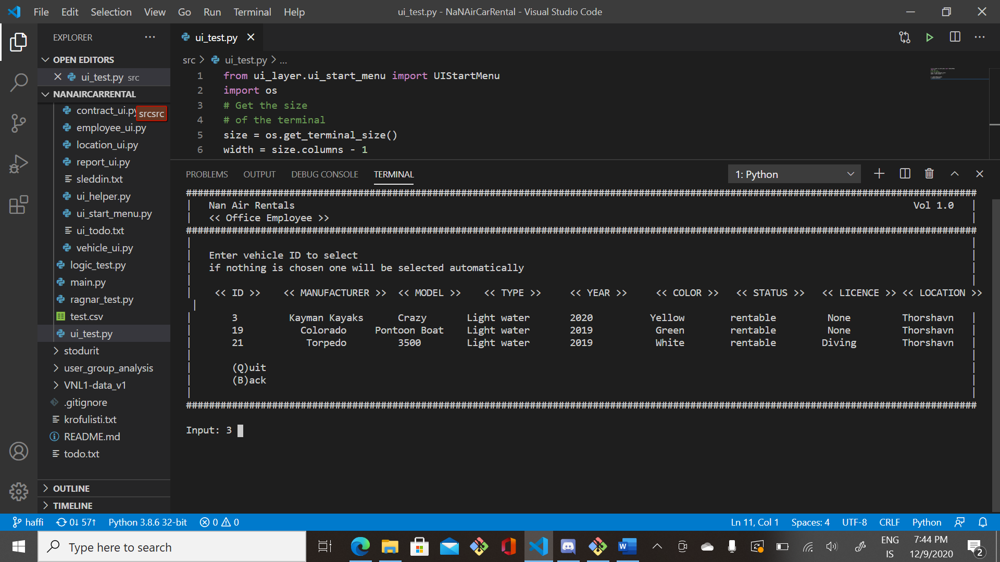 File Edit Selection View Go Run Terminal Help
ui_test.py - NaNAirCarRental - Visual Studio Code
EXPLORER
OPEN EDITORS
ui_test.py src
NANAIRCARRENTAL
contract_ui.py
srcsrc
employee_ui.py
location_ui.py
report_ui.py
sleddin.txt
ui_helper.py
ui_start_menu.py
ui_todo.txt
vehicle_ui.py
logic_test.py
main.py
ragnar_test.py
test.csv
ui_test.py
stodurit
user_group_analysis
VNL1-data_v1
.gitignore
krofulisti.txt
README.md
todo.txt
OUTLINE
TIMELINE
ui_test.py
src > ui_test.py > ...
1 from ui_layer.ui_start_menu import UIStartMenu
2 import os
3 # Get the size
4 # of the terminal
5 size = os.get_terminal_size()
6 width = size.columns - 1
PROBLEMS OUTPUT DEBUG CONSOLE TERMINAL
1: Python
##########################################################################################################################################
| Nan Air Rentals Vol 1.0 |
| << Office Employee >> |
##########################################################################################################################################
| |
| Enter vehicle ID to select |
| if nothing is chosen one will be selected automatically |
| |
| << ID >> << MANUFACTURER >> << MODEL >> << TYPE >> << YEAR >> << COLOR >> << STATUS >> << LICENCE >> << LOCATION >>
|
| 3 Kayman Kayaks Crazy Light water 2020 Yellow rentable None Thorshavn |
| 19 Colorado Pontoon Boat Light water 2019 Green rentable None Thorshavn |
| 21 Torpedo 3500 Light water 2019 White rentable Diving Thorshavn |
| |
| (Q)uit |
| (B)ack |
| |
##########################################################################################################################################
Input: 3
haffi 0↓ 57↑ Python 3.8.6 32-bit 0 0
Ln 11, Col 1 Spaces: 4 UTF-8 CRLF Python
Type here to search
ENG
IS
7:44 PM
12/9/2020
2